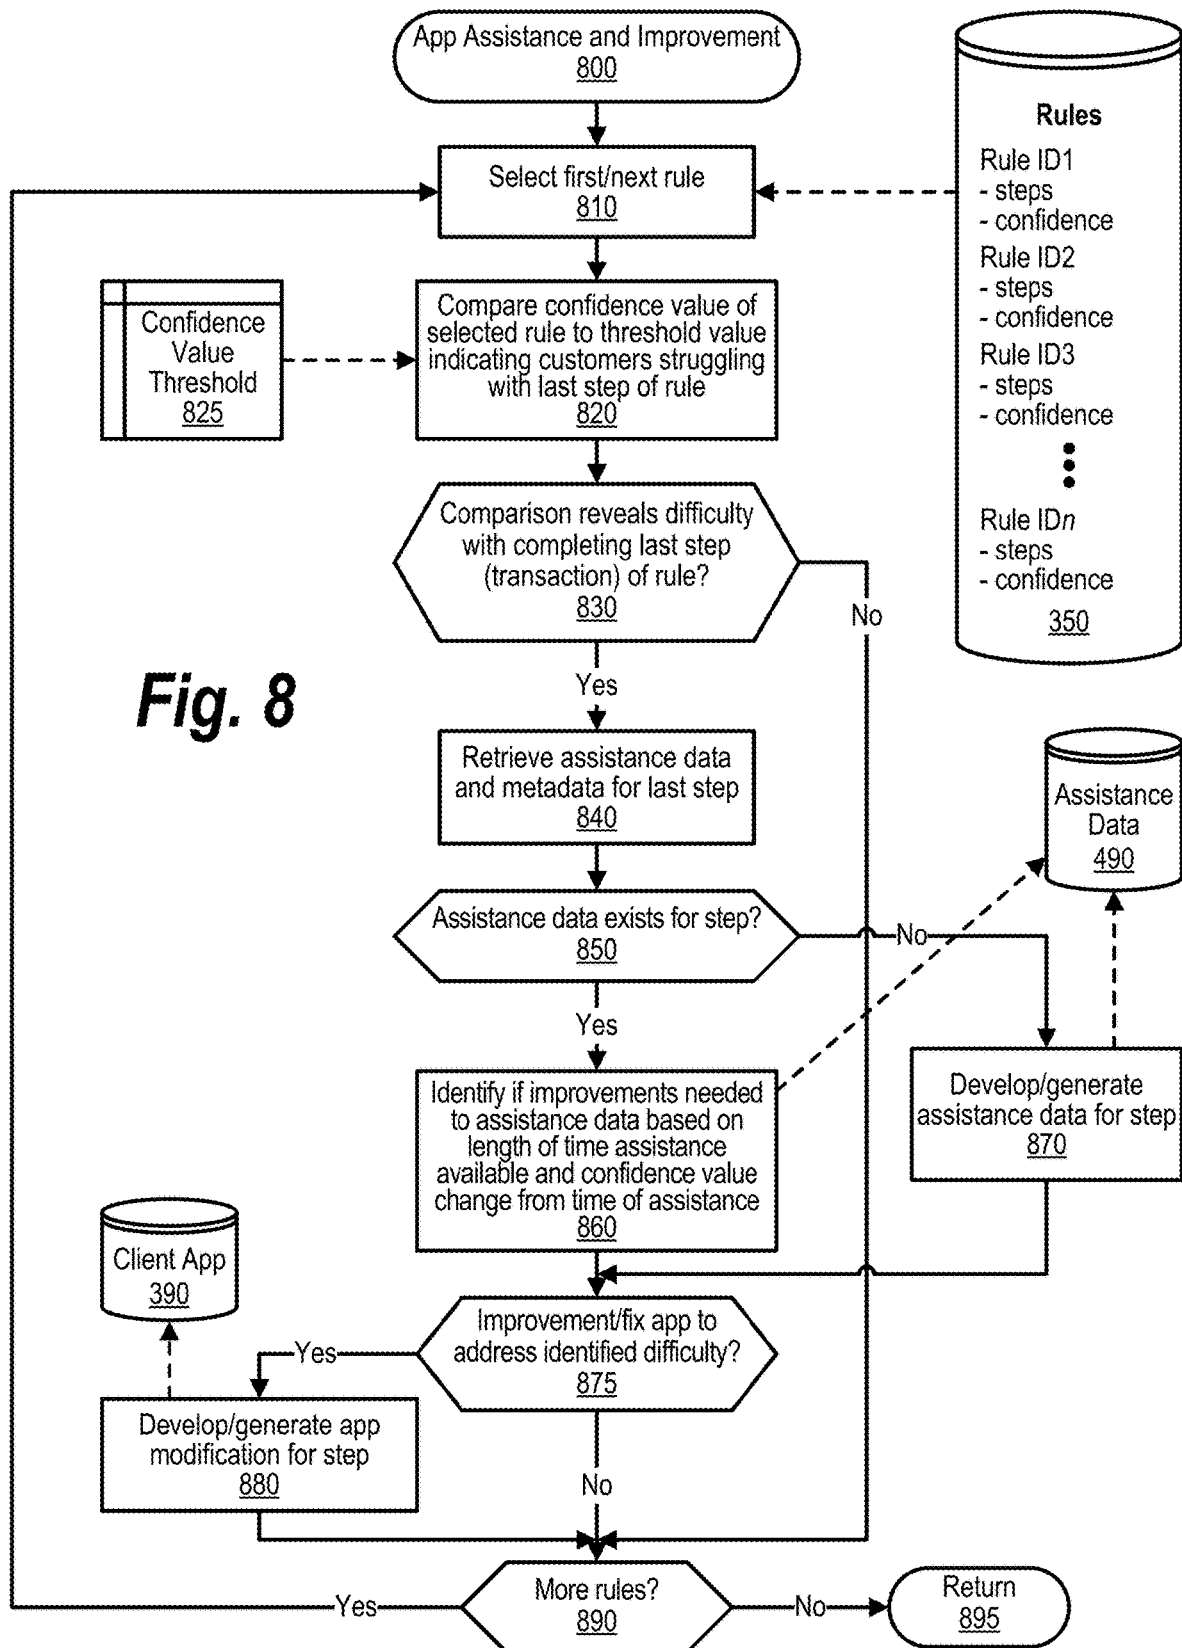 App Assistance and Improvement
800
Select first/next rule
810
Rules
Rule ID1
- steps
- confidence
Rule ID2
- steps
- confidence
Rule ID3
- steps
- confidence
Rule IDn
- steps
- confidence
350
Confidence
Value
Threshold
825
Compare confidence value of
selected rule to threshold value
indicating customers struggling
with last step of rule
820
Comparison reveals difficulty
with completing last step
(transaction) of rule?
830
No
Yes
Fig. 8
Retrieve assistance data
and metadata for last step
840
Assistance
Data
490
Assistance data exists for step?
850
No
Yes
Identify if improvements needed
to assistance data based on
length of time assistance
available and confidence value
change from time of assistance
860
Develop/generate
assistance data for step
870
Client App
390
Improvement/fix app to
address identified difficulty?
875
Yes
Develop/generate app
modification for step
880
No
More rules?
890
Yes
No
Return
895